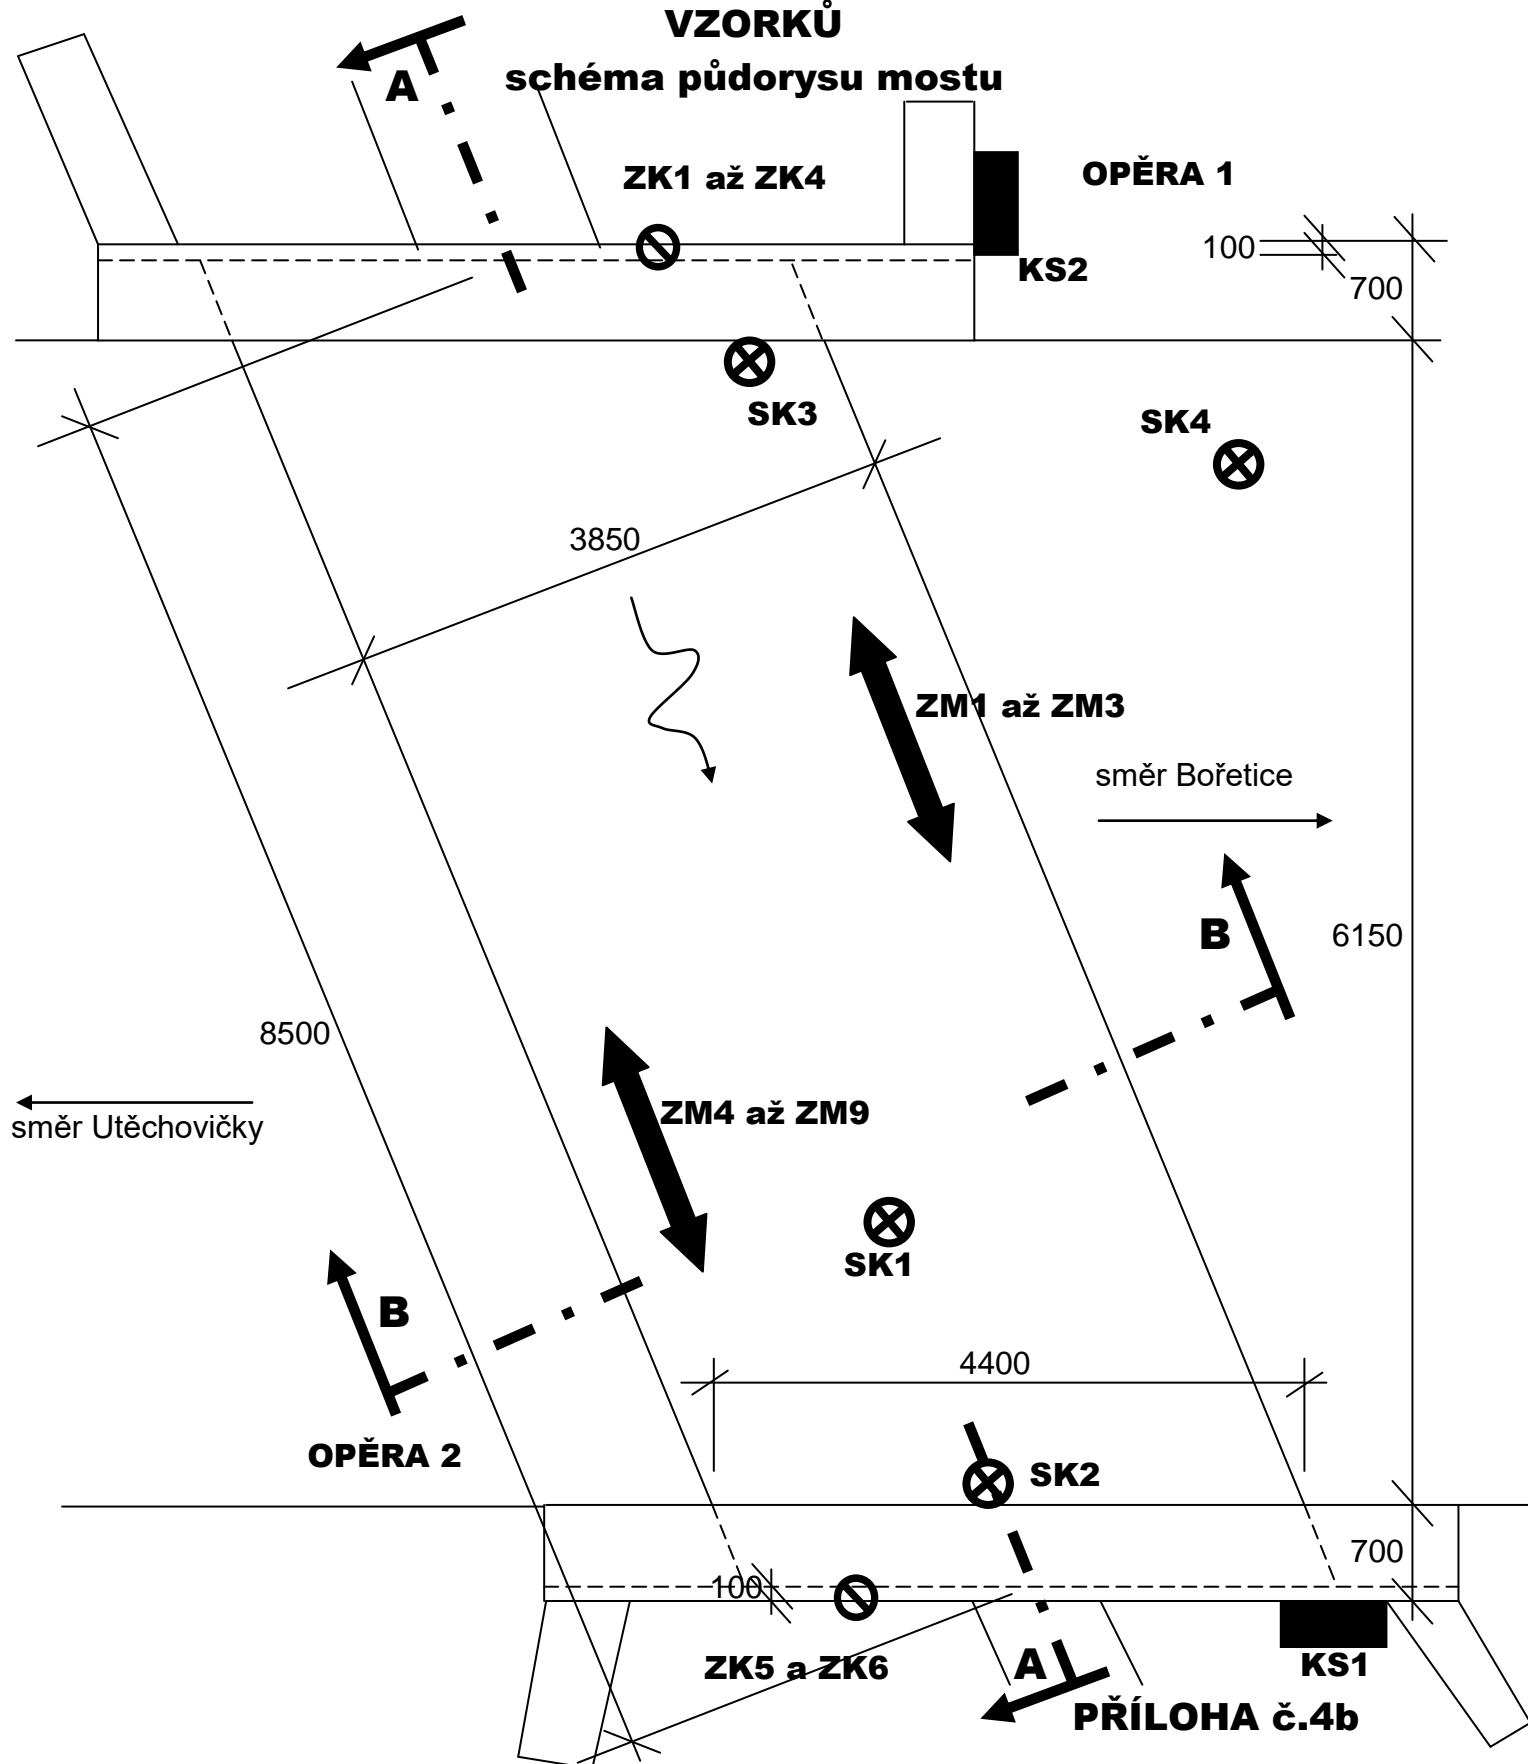 VZORKŮ
schéma půdorysu mostu
A
ZK1 až ZK4
OPĚRA 1
100
KS2
700
SK3
SK4
3850
ZM1 až ZM3
směr Bořetice
B
6150
8500
směr Utěchovičky
ZM4 až ZM9
SK1
B
4400
OPĚRA 2
SK2
700
100
ZK5 a ZK6
A
KS1
PŘÍLOHA č.4b